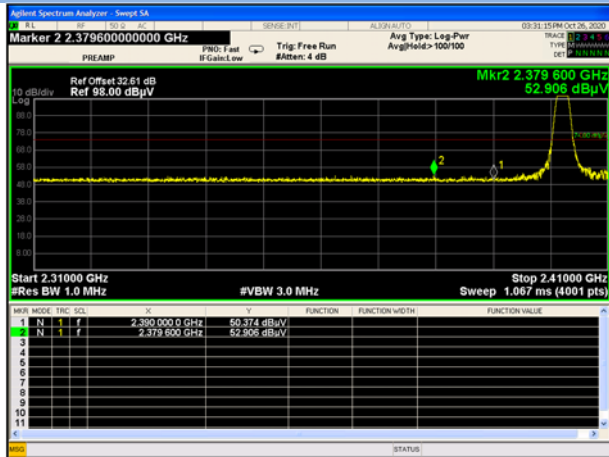 Agilent Spectrum Analyzer - Swept SA
RL RF 50 Ω AC SENSE:INT ALIGN AUTO 03:31:15 PM Oct 26, 2020
Marker 2 2.379600000000 GHz
PREAMP
PNO: Fast
IFGain:Low
Trig: Free Run
#Atten: 4 dB
Avg Type: Log-Pwr
Avg|Hold:> 100/100
TRACE 1 2 3 4 5 6
TYPE
DET P N N N N N
Ref Offset 32.61 dB
Mkr2 2.379 600 GHz
10 dB/div Ref 98.00 dBµV 52.906 dBµV
Log
88.0
78.0
68.0
58.0
48.0
38.0
28.0
18.0
8.00
2
1
Start 2.31000 GHz Stop 2.41000 GHz
#Res BW 1.0 MHz #VBW 3.0 MHz Sweep 1.067 ms (4001 pts)
MKR MODE TRC SCL X Y FUNCTION FUNCTION WIDTH FUNCTION VALUE
1 N 1 f 2.390 000 0 GHz 50.374 dBµV
2 N 1 f 2.379 600 GHz 52.906 dBµV
3
4
5
6
7
8
9
10
11
MSG STATUS